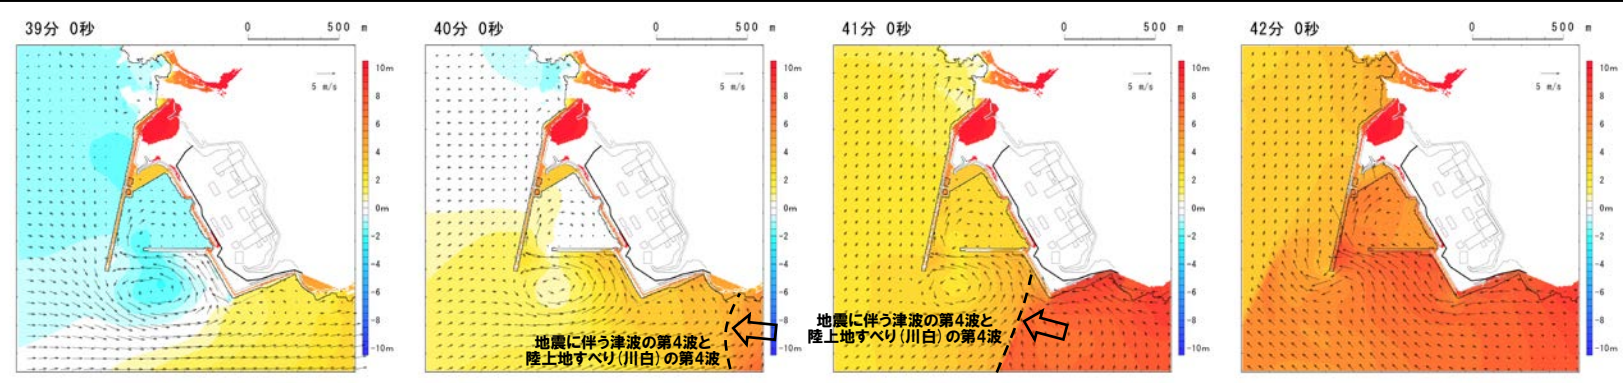 39分 0秒
0 500 m
5 m/s
10m
8
6
4
2
0m
-2
-4
-6
-8
-10m
40分 0秒
0 500 m
5 m/s
10m
8
6
4
2
0m
-2
-4
-6
-8
-10m
地震に伴う津波の第4波と
陸上地すべり(川白)の第4波
41分 0秒
0 500 m
5 m/s
10m
8
6
4
2
0m
-2
-4
-6
-8
-10m
地震に伴う津波の第4波と
陸上地すべり(川白)の第4波
42分 0秒
0 500 m
5 m/s
10m
8
6
4
2
0m
-2
-4
-6
-8
-10m